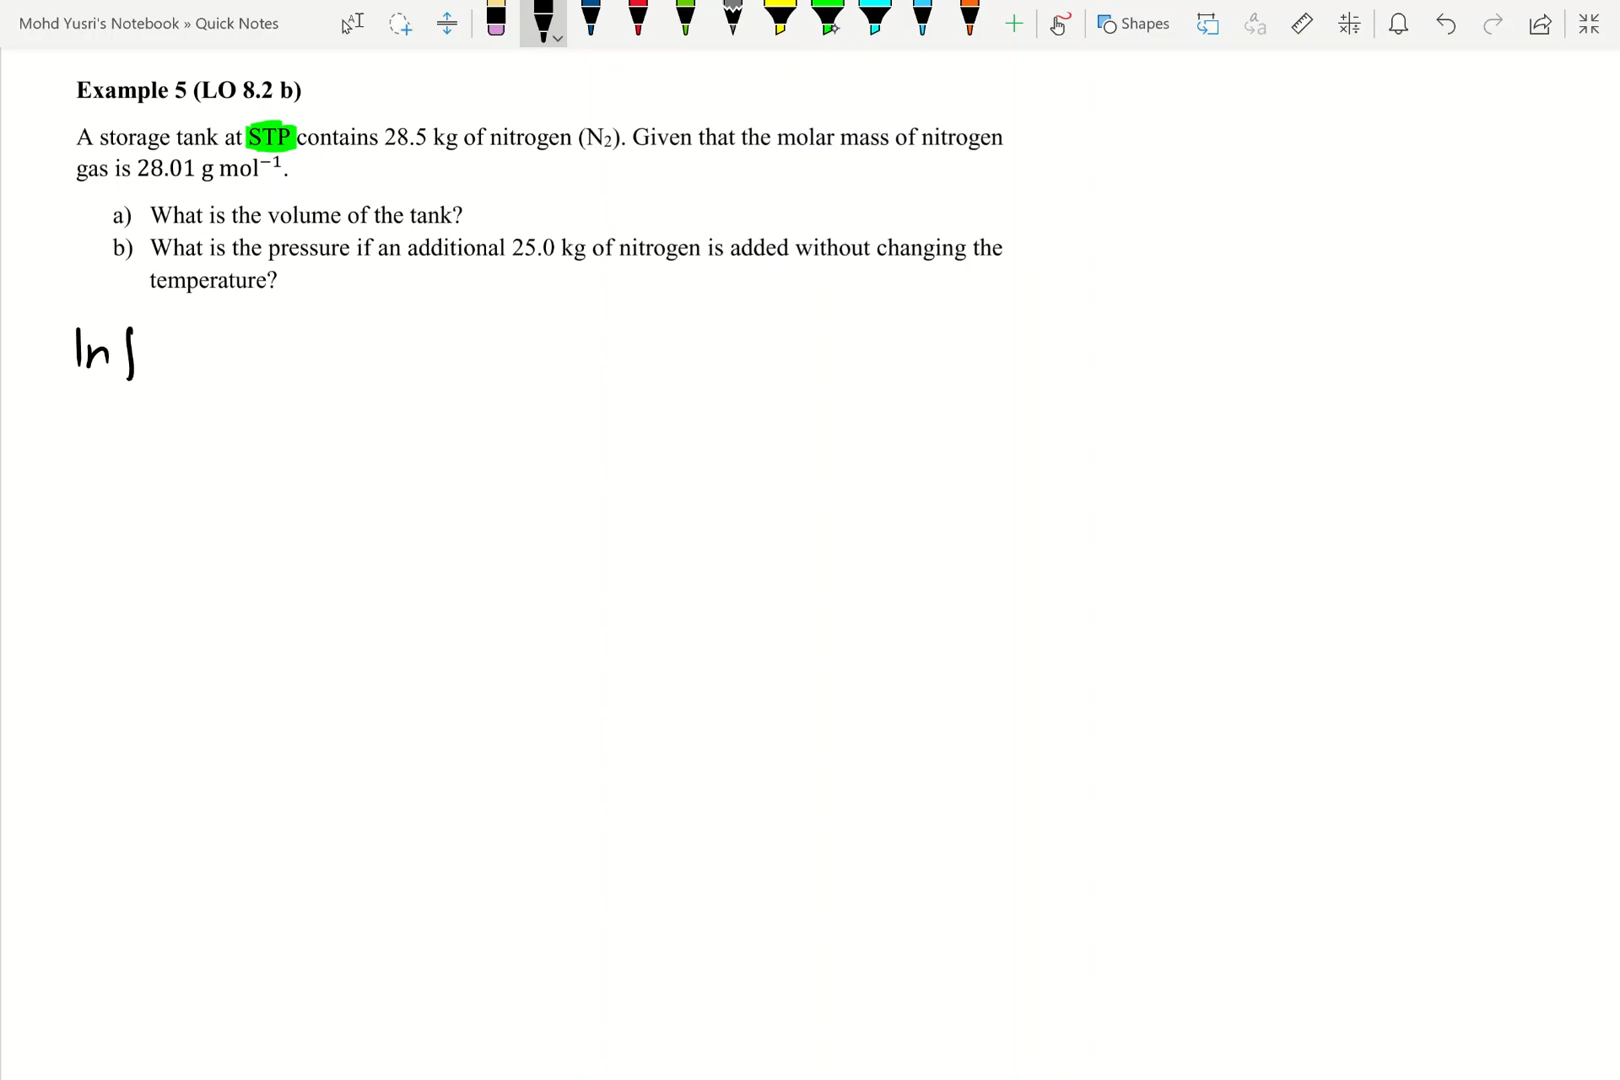 Mohd Yusri's Notebook » Quick Notes
Shapes
Example 5 (LO 8.2 b)
A storage tank at STP contains 28.5 kg of nitrogen (N₂). Given that the molar mass of nitrogen
gas is 28.01 g mol⁻¹.
a) What is the volume of the tank?
b) What is the pressure if an additional 25.0 kg of nitrogen is added without changing the
temperature?
In